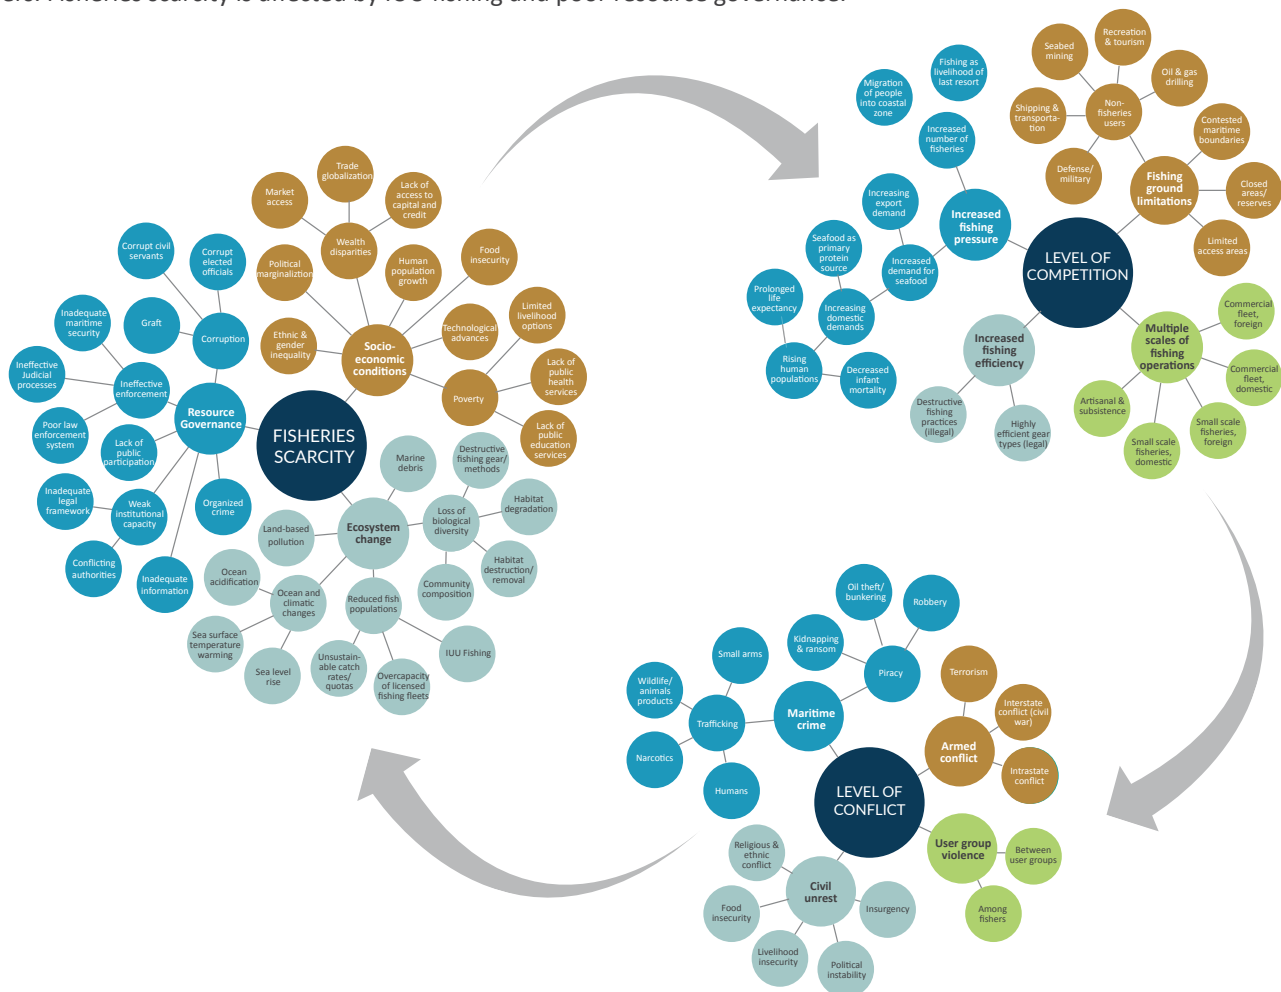 Fisheries scarcity is affected by IUU fishing and poor resource governance.
Trade
globalization
Market
access
Lack of
access to
capital and
credit
Wealth
disparities
Political
marginaliztion
Human
population
growth
Food
insecurity
Ethnic &
gender
inequality
Socio-
economic
conditions
Technological
advances
Limited
livelihood
options
Poverty
Lack of
public
health
services
Lack of
public
education
services
Corrupt civil
servants
Corrupt
elected
officials
Inadequate
maritime
security
Graft
Corruption
Ineffective
Judicial
processes
Ineffective
enforcement
Resource
Governance
Poor law
enforcement
system
Lack of
public
participation
Inadequate
legal
framework
Weak
institutional
capacity
Organized
crime
Conflicting
authorities
Inadequate
information
FISHERIES
SCARCITY
Marine
debris
Destructive
fishing gear/
methods
Ecosystem
change
Loss of
biological
diversity
Habitat
degradation
Land-based
pollution
Habitat
destruction/
removal
Community
composition
Ocean
acidification
Ocean and
climatic
changes
Reduced fish
populations
Sea surface
temperature
warming
Sea level
rise
Unsustain-
able catch
rates/
quotas
Overcapacity
of licensed
fishing fleets
IUU Fishing
Fishing as
livelihood of
last resort
Migration
of people
into coastal
zone
Increased
number of
fisheries
Increasing
export
demand
Increased
fishing
pressure
Seafood as
primary
protein
source
Increased
demand for
seafood
Prolonged
life
expectancy
Increasing
domestic
demands
Rising
human
populations
Decreased
infant
mortality
Recreation
& tourism
Seabed
mining
Oil & gas
drilling
Shipping &
transporta-
tion
Non-
fisheries
users
Contested
maritime
boundaries
Defense/
military
Fishing
ground
limitations
Closed
areas/
reserves
Limited
access areas
LEVEL OF
COMPETITION
Increased
fishing
efficiency
Destructive
fishing
practices
(illegal)
Highly
efficient gear
types (legal)
Multiple
scales of
fishing
operations
Commercial
fleet,
foreign
Commercial
fleet,
domestic
Artisanal &
subsistence
Small scale
fisheries,
domestic
Small scale
fisheries,
foreign
Oil theft/
bunkering
Robbery
Kidnapping
& ransom
Piracy
Small arms
Wildlife/
animals
products
Trafficking
Maritime
crime
Narcotics
Humans
Terrorism
Interstate
conflict (civil
war)
Armed
conflict
Intrastate
conflict
LEVEL OF
CONFLICT
User group
violence
Between
user groups
Among
fishers
Religious &
ethnic
conflict
Civil
unrest
Food
insecurity
Insurgency
Livelihood
insecurity
Political
instability